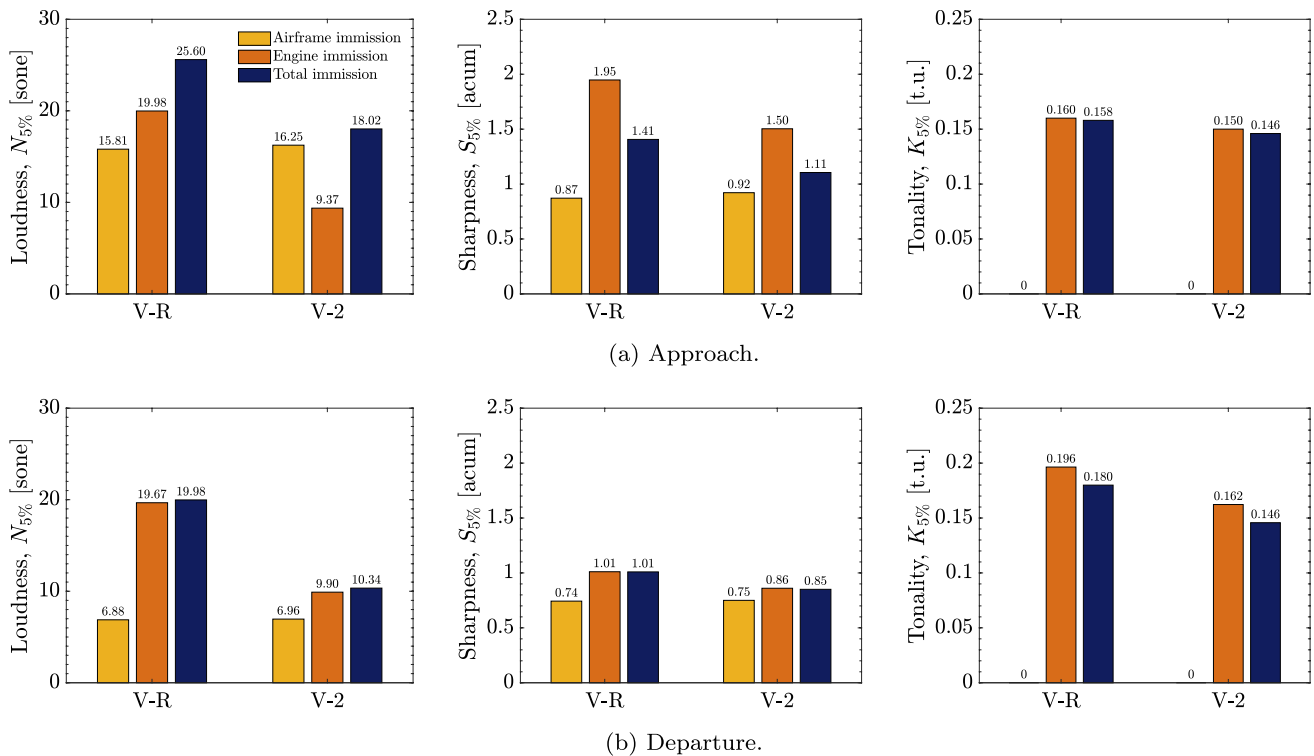 Loudness, N5% [sone]
30
20
10
0
Airframe immission
Engine immission
Total immission
15.81
19.98
25.60
16.25
9.37
18.02
V-R
V-2
Sharpness, S5% [acum]
2.5
2
1.5
1
0.5
0
0.87
1.95
1.41
0.92
1.50
1.11
V-R
V-2
Tonality, K5% [t.u.]
0.25
0.2
0.15
0.1
0.05
0
0
0.160
0.158
0
0.150
0.146
V-R
V-2
(a) Approach.
Loudness, N5% [sone]
30
20
10
0
6.88
19.67
19.98
6.96
9.90
10.34
V-R
V-2
Sharpness, S5% [acum]
2.5
2
1.5
1
0.5
0
0.74
1.01
1.01
0.75
0.86
0.85
V-R
V-2
Tonality, K5% [t.u.]
0.25
0.2
0.15
0.1
0.05
0
0
0.196
0.180
0
0.162
0.146
V-R
V-2
(b) Departure.